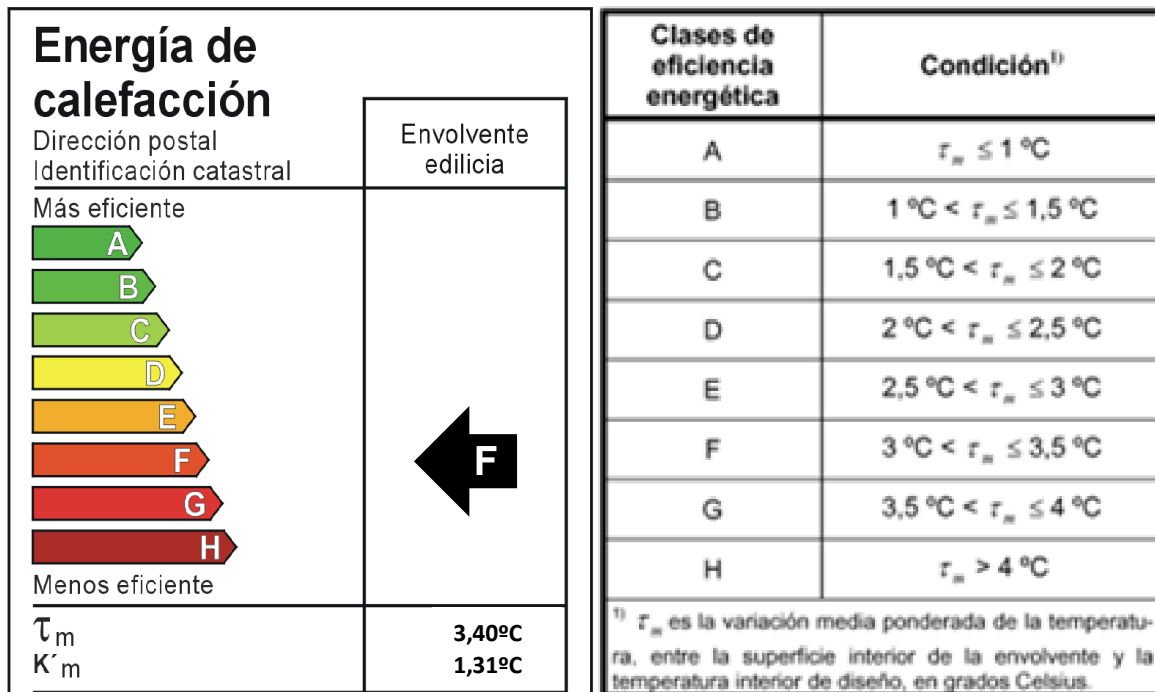 Energía de
calefacción
Dirección postal
Identificación catastral
Envolvente
edilicia
Más eficiente
A
B
C
D
E
F
G
H
F
Menos eficiente
τm 3,40ºC
K´m 1,31ºC
Clases de
eficiencia
energética
Condición1)
A τm ≤ 1 ºC
B 1 ºC < τm ≤ 1,5 ºC
C 1,5 ºC < τm ≤ 2 ºC
D 2 ºC < τm ≤ 2,5 ºC
E 2,5 ºC < τm ≤ 3 ºC
F 3 ºC < τm ≤ 3,5 ºC
G 3,5 ºC < τm ≤ 4 ºC
H τm > 4 ºC
1) τm es la variación media ponderada de la temperatu-
ra, entre la superficie interior de la envolvente y la
temperatura interior de diseño, en grados Celsius.